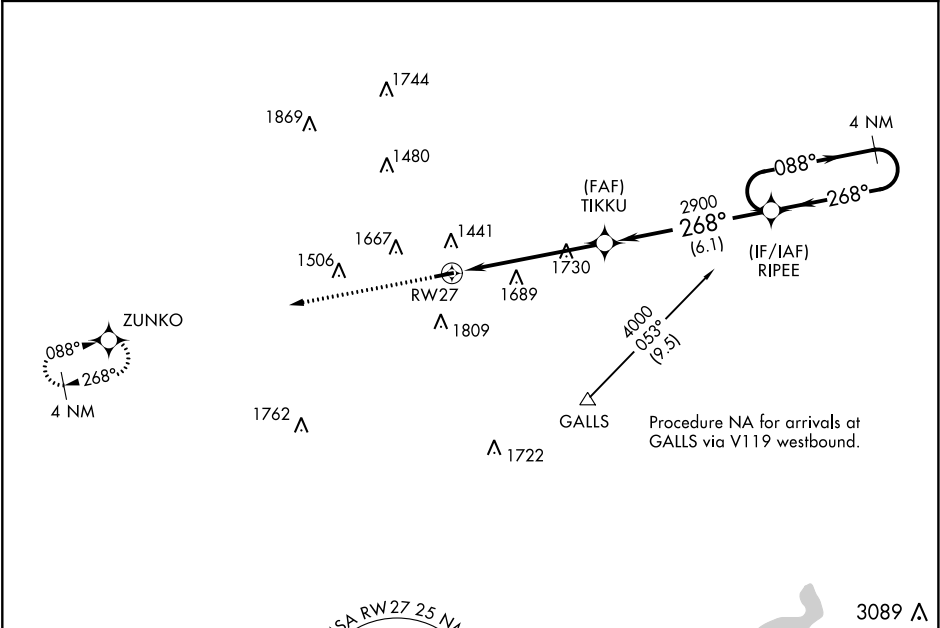 1744
1869
4 NM
1480
088°
268°
(FAF)
TIKKU
2900
268°
(6.1)
(IF/IAF)
RIPEE
1441
1667
1506
1730
RW27
1689
1809
ZUNKO
088°
268°
4 NM
4000
053°
(9.5)
GALLS
Procedure NA for arrivals at
GALLS via V119 westbound.
1762
1722
RW27 25
3089